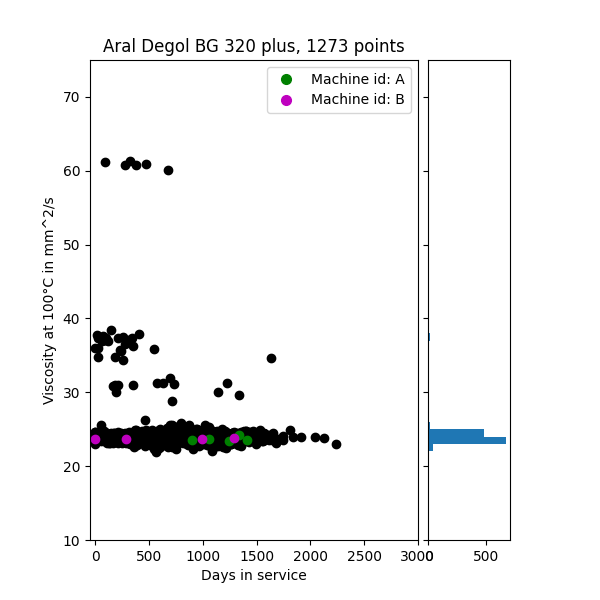 Aral Degol BG 320 plus, 1273 points
Machine id: A
Machine id: B
Viscosity at 100°C in mm^2/s
70
60
50
40
30
20
10
0 500 1000 1500 2000 2500 3000
0 500
Days in service